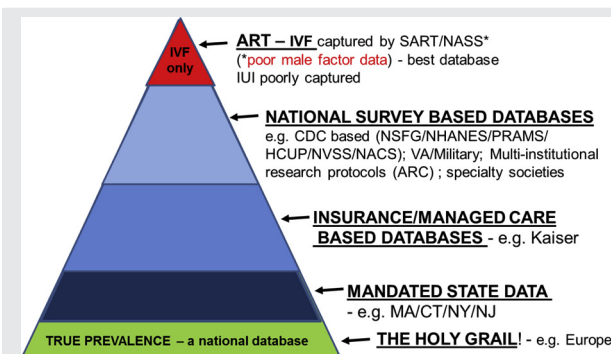 IVF
only
ART – IVF captured by SART/NASS*
(*poor male factor data) - best database
IUI poorly captured
NATIONAL SURVEY BASED DATABASES
e.g. CDC based (NSFG/NHANES/PRAMS/
HCUP/NVSS/NACS); VA/Military; Multi-institutional
research protocols (ARC) ; specialty societies
INSURANCE/MANAGED CARE
BASED DATABASES - e.g. Kaiser
MANDATED STATE DATA
- e.g. MA/CT/NY/NJ
TRUE PREVALENCE – a national database
THE HOLY GRAIL! - e.g. Europe